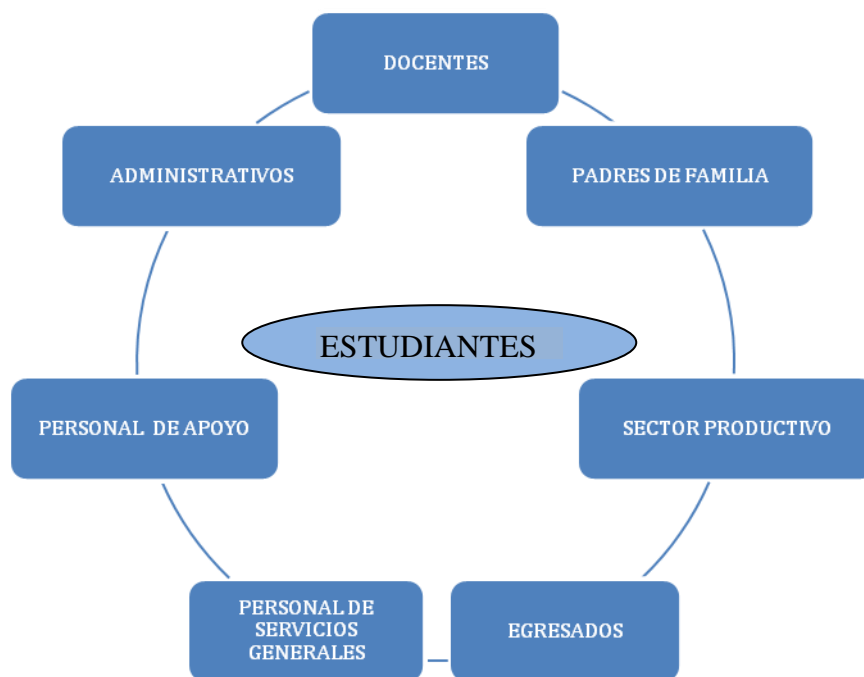 DOCENTES
ADMINISTRATIVOS
PADRES DE FAMILIA
ESTUDIANTES
PERSONAL DE APOYO
SECTOR PRODUCTIVO
PERSONAL DE
SERVICIOS
GENERALES
EGRESADOS